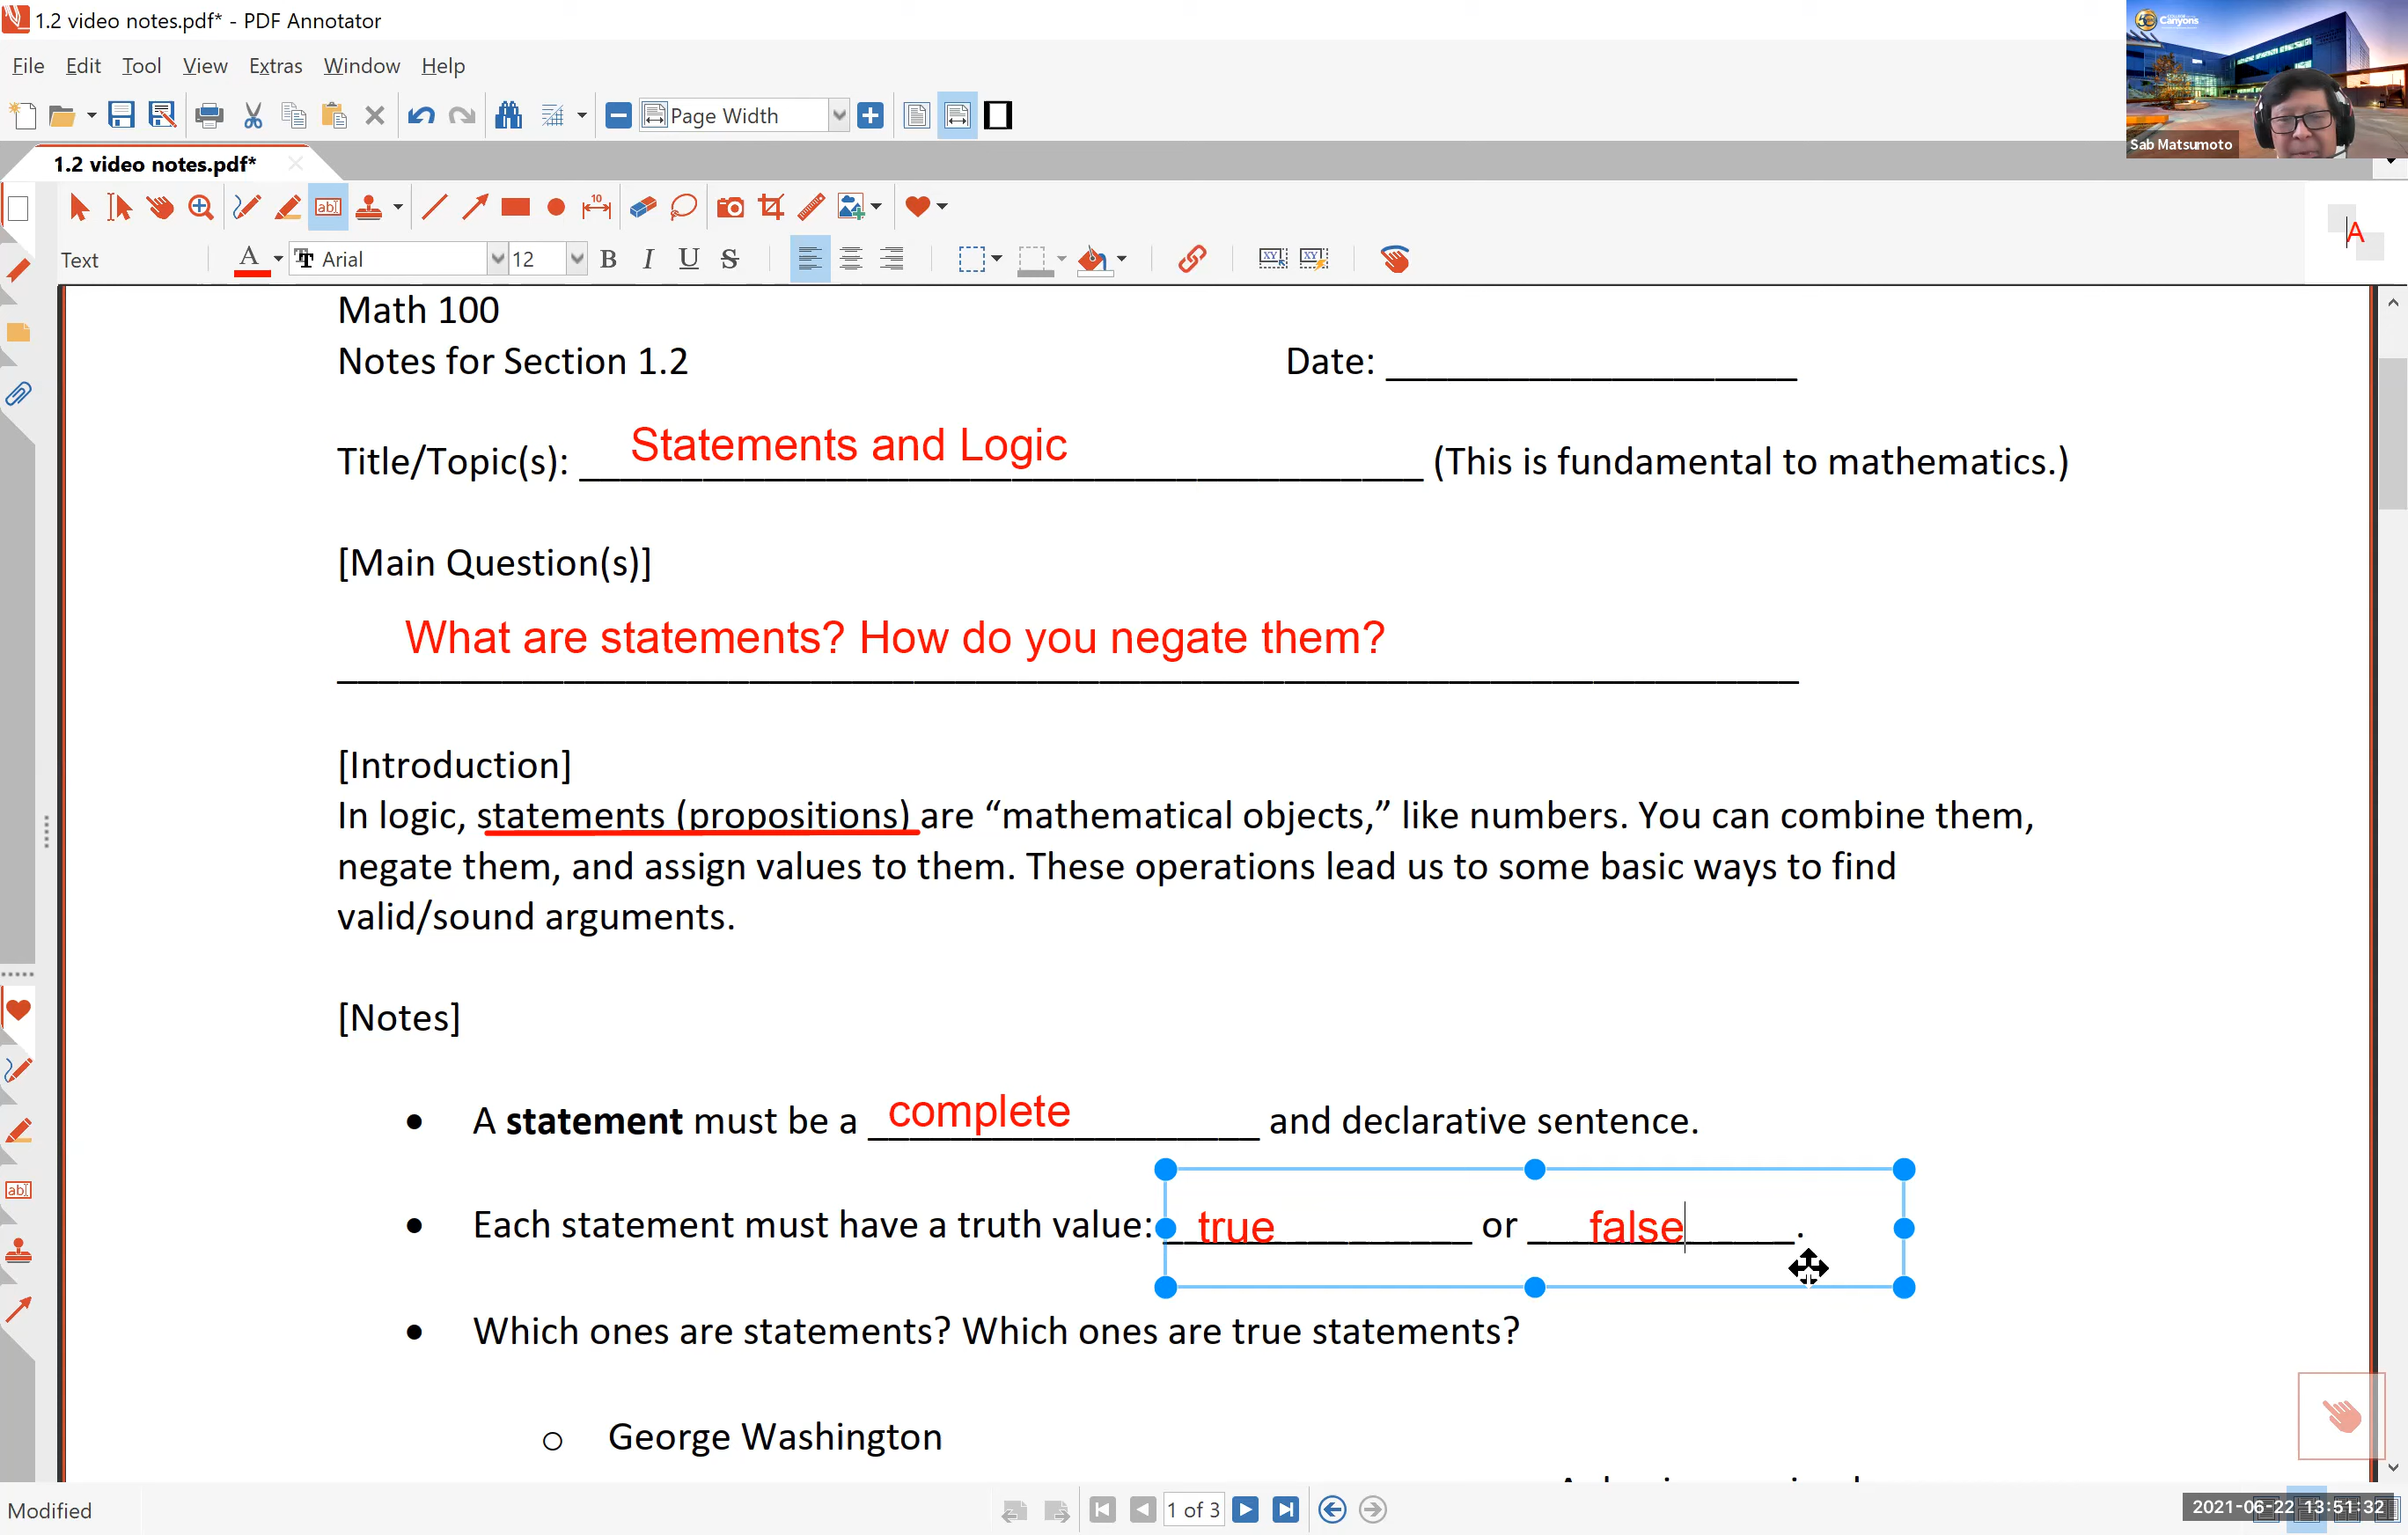 1.2 video notes.pdf* - PDF Annotator
File Edit Tool View Extras Window Help
Page Width
Canyons
Sab Matsumoto
1.2 video notes.pdf*
Text A Arial 12 B I U S
A
Math 100
Notes for Section 1.2 Date: ____________________
Title/Topic(s): Statements and Logic (This is fundamental to mathematics.)
[Main Question(s)]
What are statements? How do you negate them?
[Introduction]
In logic, statements (propositions) are “mathematical objects,” like numbers. You can combine them,
negate them, and assign values to them. These operations lead us to some basic ways to find
valid/sound arguments.
[Notes]
• A statement must be a complete and declarative sentence.
• Each statement must have a truth value: true or false.
• Which ones are statements? Which ones are true statements?
o George Washington
Modified 1 of 3 2021-06-22 13:51:32